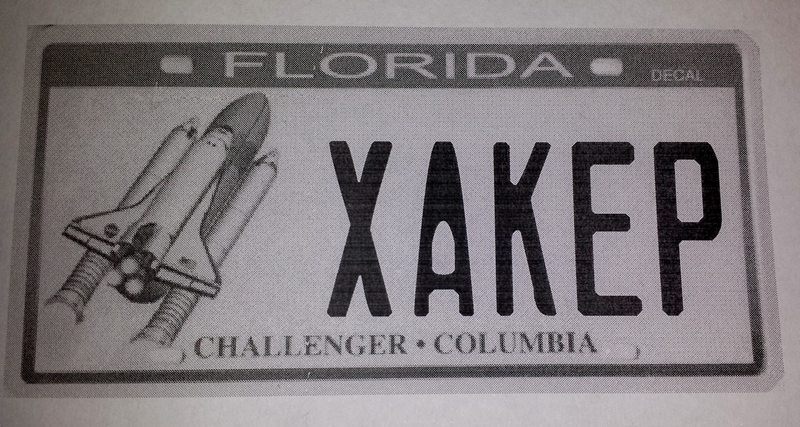 FLORIDA
DECAL
XAKEP
CHALLENGER • COLUMBIA